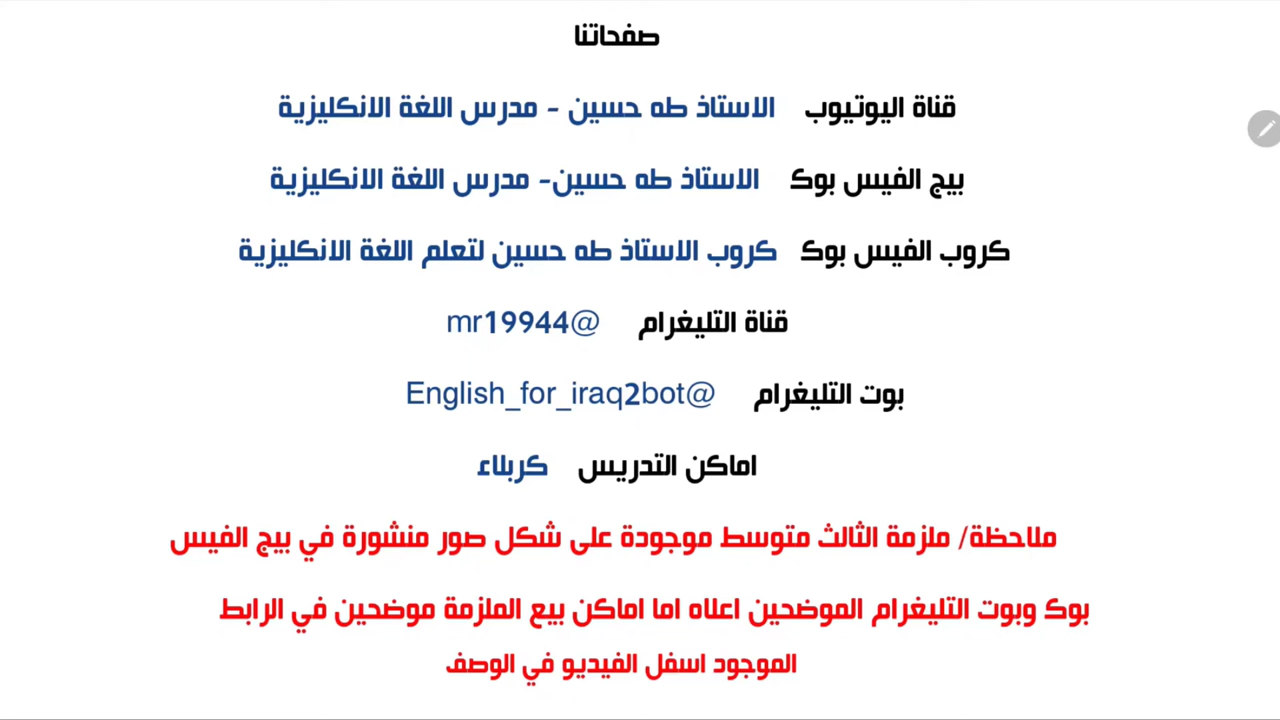 صفحاتنا
قناة اليوتيوب الاستاذ طه حسين - مدرس اللغة الانكليزية
بيج الفيس بوك الاستاذ طه حسين- مدرس اللغة الانكليزية
كروب الفيس بوك كروب الاستاذ طه حسين لتعلم اللغة الانكليزية
قناة التليغرام mr19944@
بوت التليغرام English_for_iraq2bot@
اماكن التدريس كربلاء
ملاحظة/ ملزمة الثالث متوسط موجودة على شكل صور منشورة في بيج الفيس
بوك وبوت التليغرام الموضحين اعلاه اما اماكن بيع الملزمة موضحين في الرابط
الموجود اسفل الفيديو في الوصف